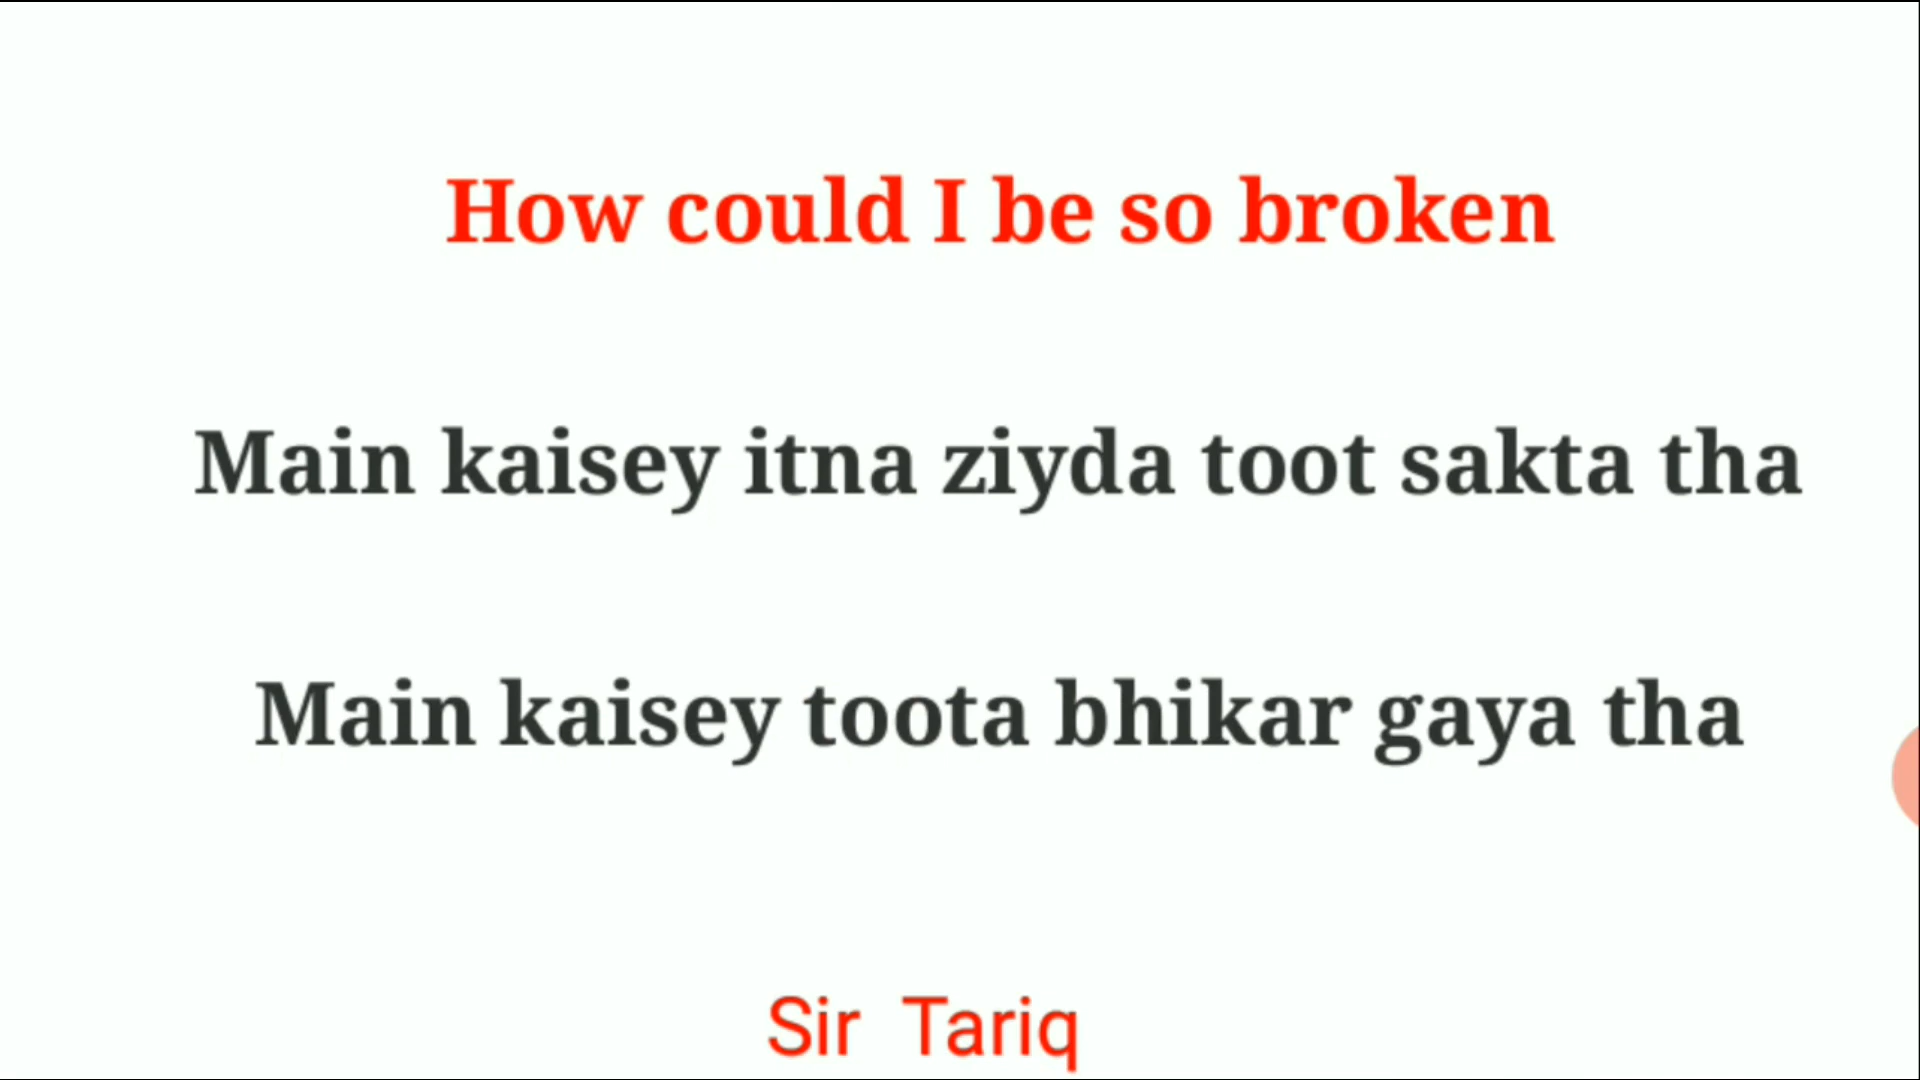 How could I be so broken
Main kaisey itna ziyda toot sakta tha
Main kaisey toota bhikar gaya tha
Sir Tariq